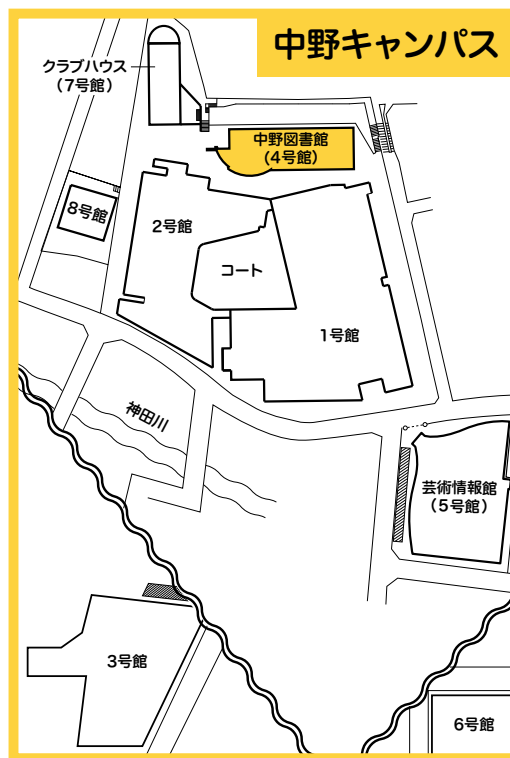 中野キャンパス
クラブハウス
(7号館)
中野図書館
(4号館)
8号館
2号館
コート
1号館
神田川
芸術情報館
(5号館)
3号館
6号館